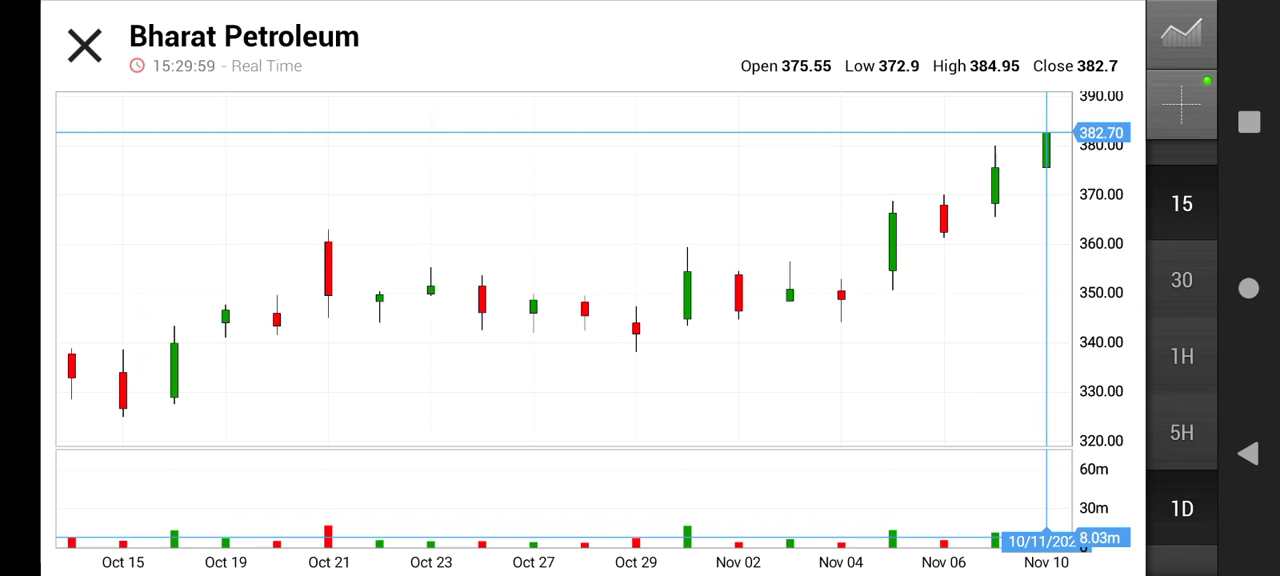 Bharat Petroleum
15:29:59 - Real Time
Open 375.55 Low 372.9 High 384.95 Close 382.7
390.00
382.70
380.00
370.00
360.00
350.00
340.00
330.00
320.00
60m
30m
8.03m
10/11/202
Oct 15 Oct 19 Oct 21 Oct 23 Oct 27 Oct 29 Nov 02 Nov 04 Nov 06 Nov 10
15
30
1H
5H
1D